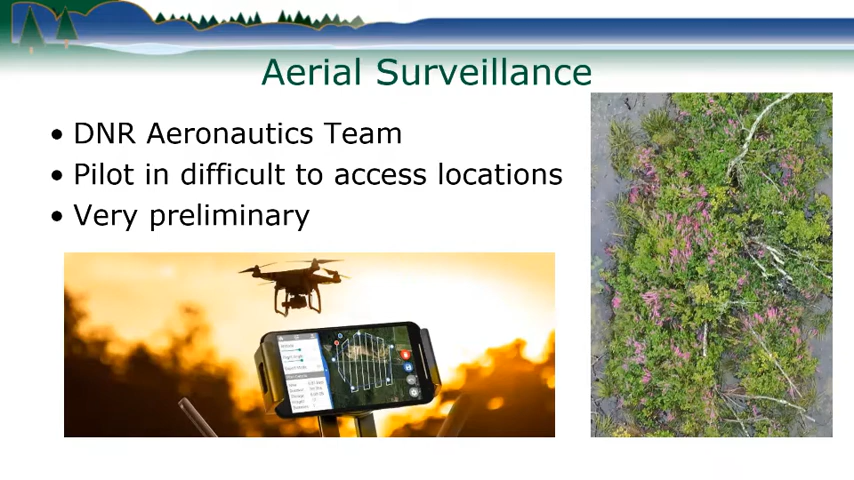 Aerial Surveillance
• DNR Aeronautics Team
• Pilot in difficult to access locations
• Very preliminary